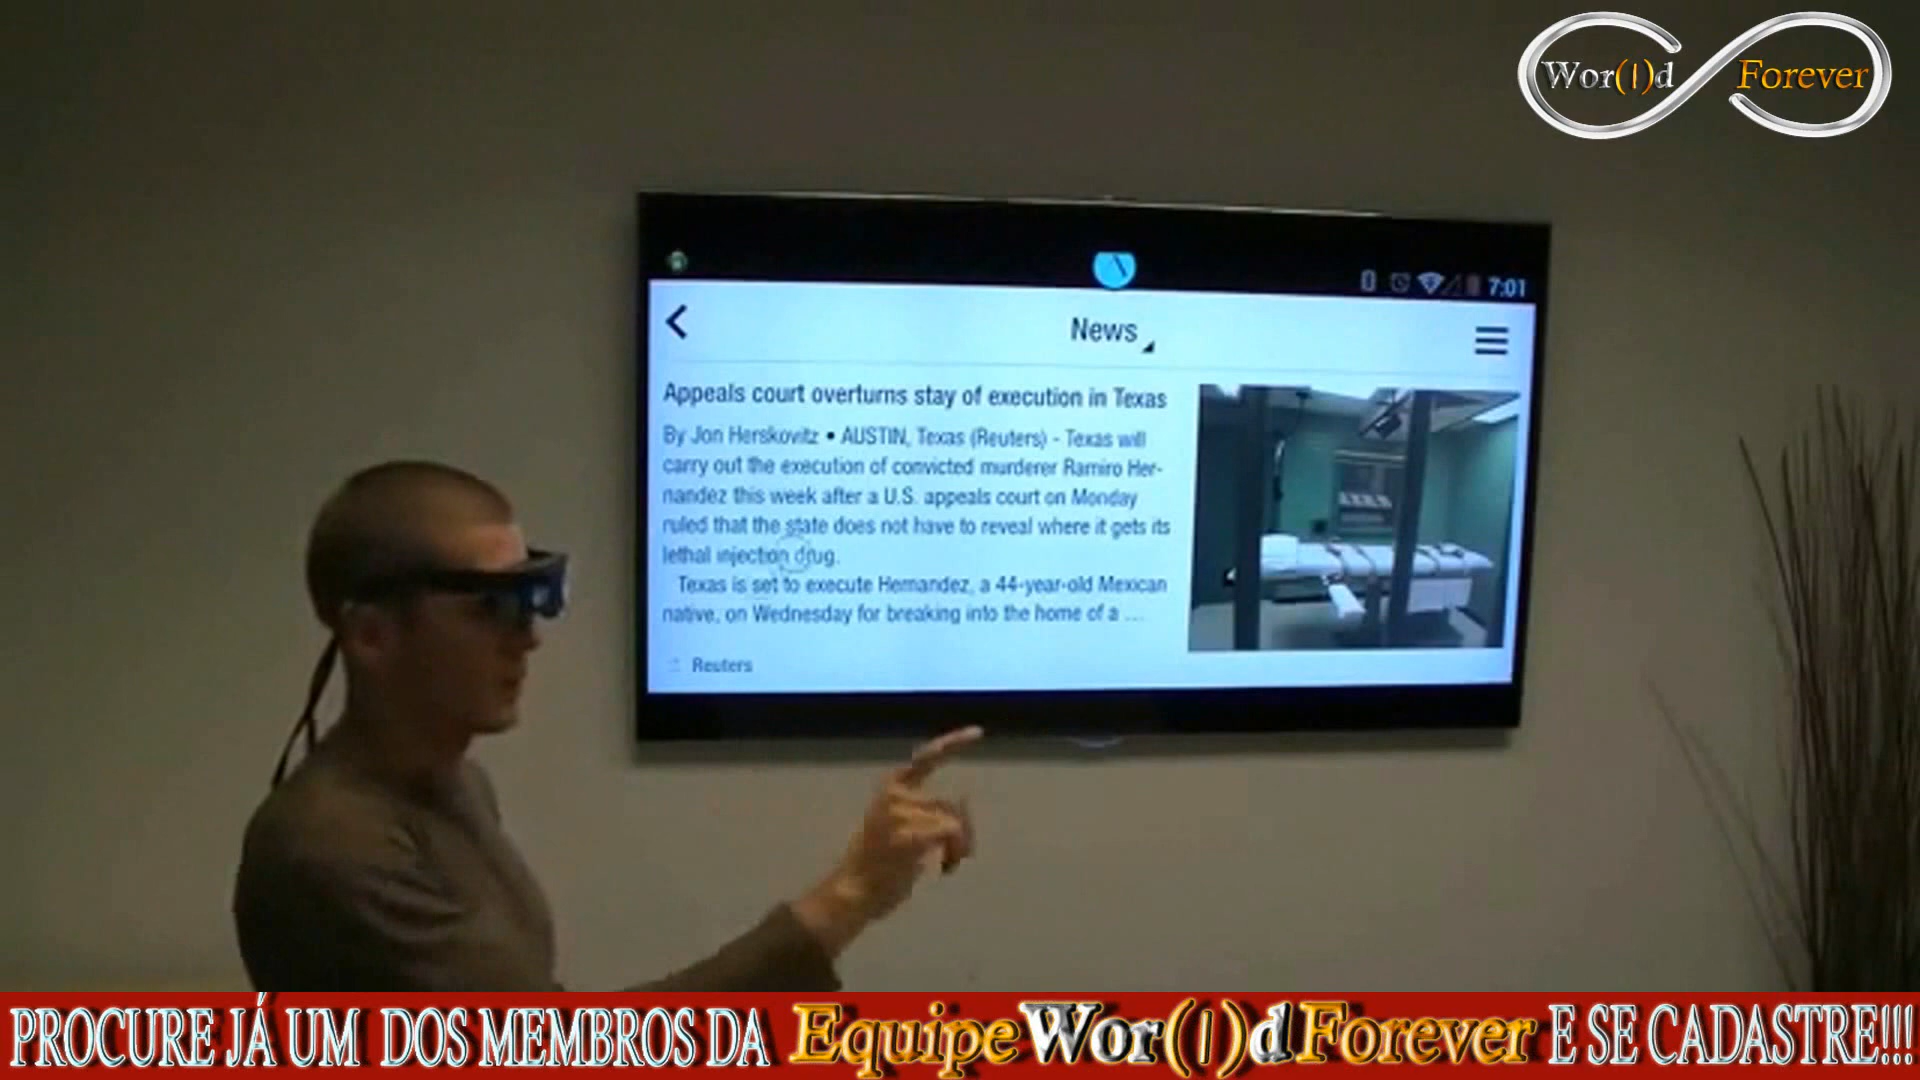 Wor(l)d Forever
7:01
News
Appeals court overturns stay of execution in Texas
By Jon Herskovitz • AUSTIN, Texas (Reuters) - Texas will
carry out the execution of convicted murderer Ramiro Her-
nandez this week after a U.S. appeals court on Monday
ruled that the state does not have to reveal where it gets its
lethal injection drug.
Texas is set to execute Hernandez, a 44-year-old Mexican
native, on Wednesday for breaking into the home of a ...
Reuters
PROCURE JÁ UM DOS MEMBROS DA Equipe Wor(l)d Forever E SE CADASTRE!!!